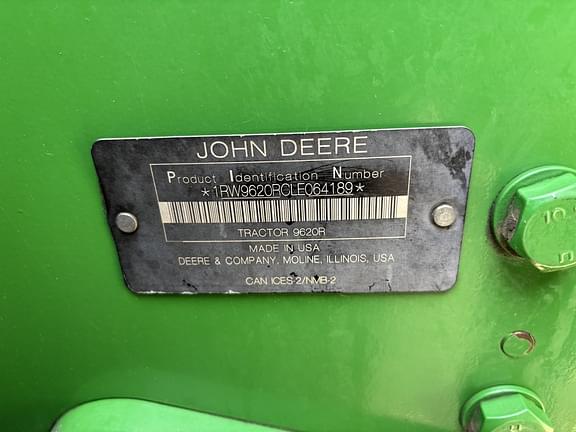 JOHN DEERE
Product Identification Number
*1RW9620RCLE064189*
TRACTOR 9620R
MADE IN USA
DEERE & COMPANY, MOLINE, ILLINOIS, USA
CAN ICES-2/NMB-2
10